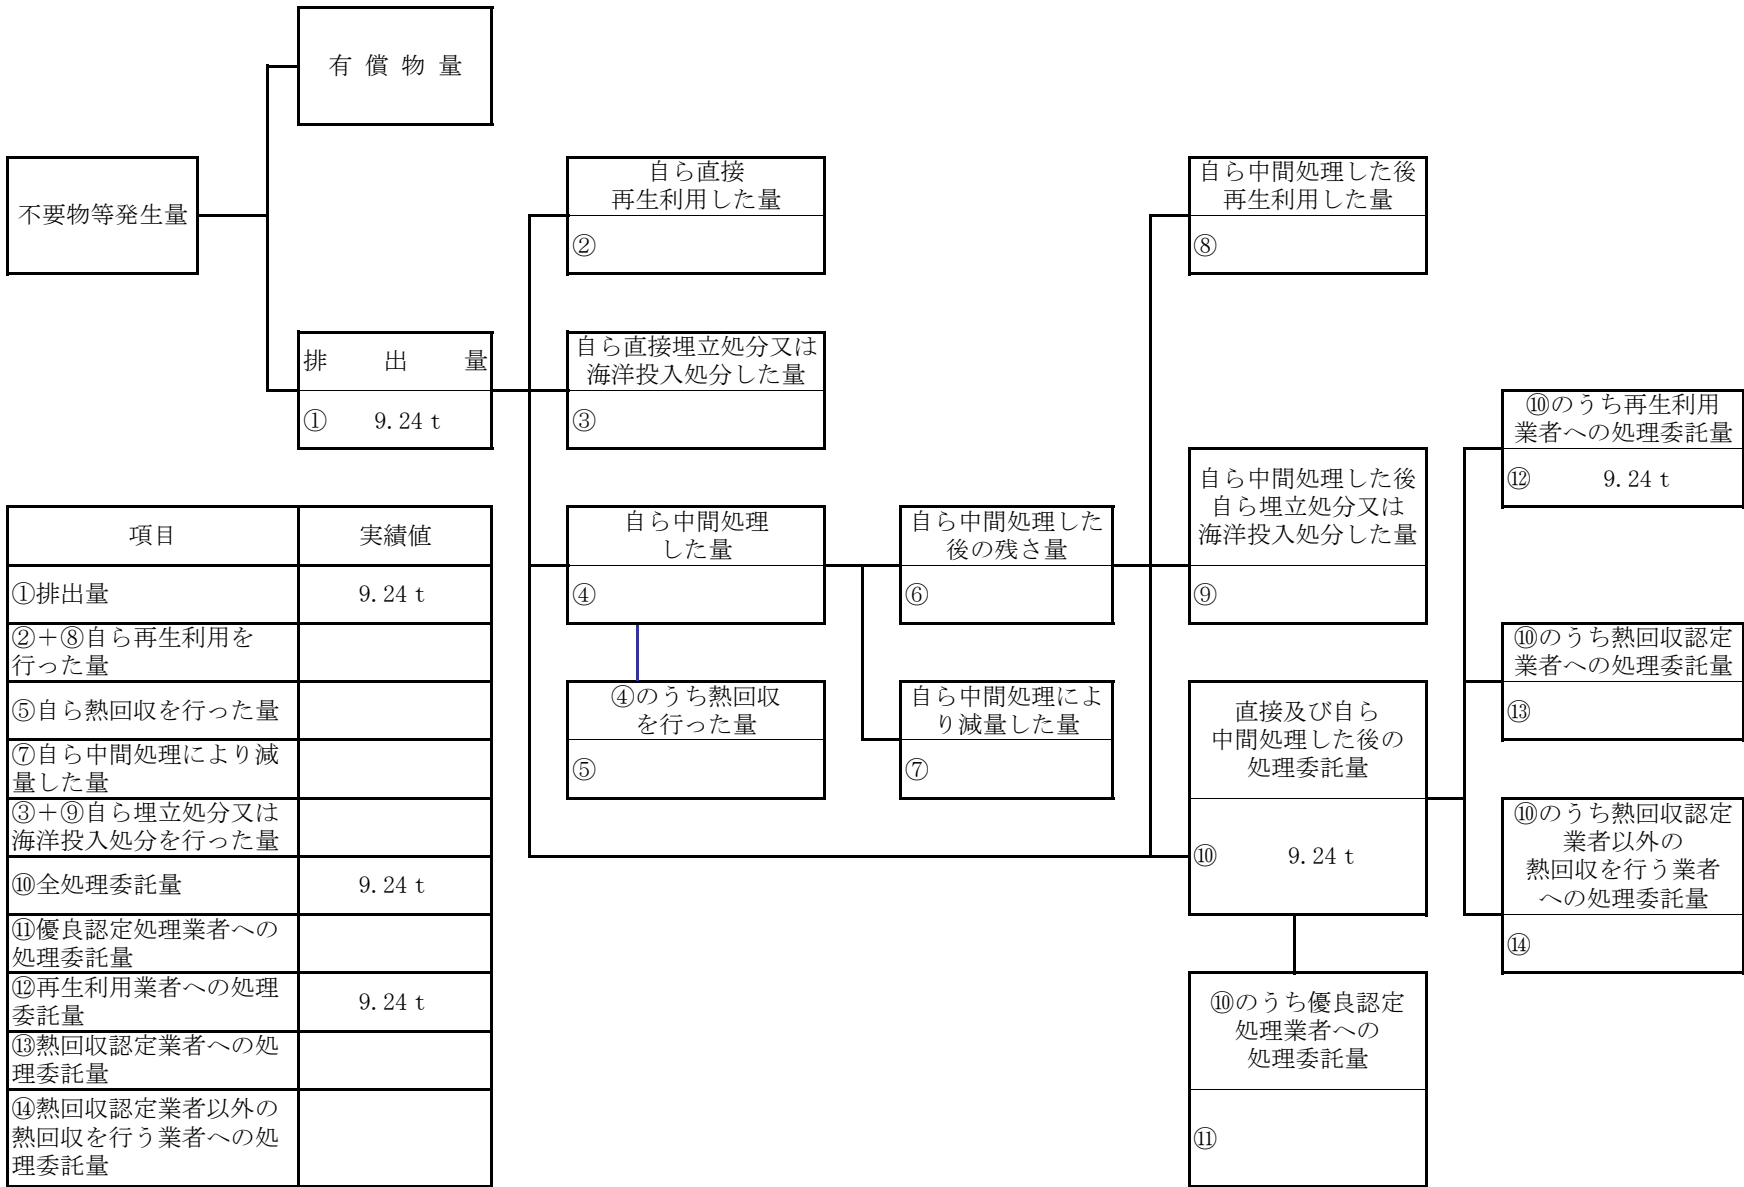 有償物量
不要物等発生量
排出量
① 9.24 t
自ら直接
再生利用した量
②
自ら直接埋立処分又は
海洋投入処分した量
③
自ら中間処理
した量
④
④のうち熱回収
を行った量
⑤
自ら中間処理した
後の残さ量
⑥
自ら中間処理によ
り減量した量
⑦
自ら中間処理した後
再生利用した量
⑧
自ら中間処理した後
自ら埋立処分又は
海洋投入処分した量
⑨
直接及び自ら
中間処理した後の
処理委託量
⑩ 9.24 t
⑩のうち優良認定
処理業者への
処理委託量
⑪
⑩のうち再生利用
業者への処理委託量
⑫ 9.24 t
⑩のうち熱回収認定
業者への処理委託量
⑬
⑩のうち熱回収認定
業者以外の
熱回収を行う業者
への処理委託量
⑭
項目 実績値
①排出量 9.24 t
②+⑧自ら再生利用を
行った量
⑤自ら熱回収を行った量
⑦自ら中間処理により減
量した量
③+⑨自ら埋立処分又は
海洋投入処分を行った量
⑩全処理委託量 9.24 t
⑪優良認定処理業者への
処理委託量
⑫再生利用業者への処理
委託量 9.24 t
⑬熱回収認定業者への処
理委託量
⑭熱回収認定業者以外の
熱回収を行う業者への処
理委託量